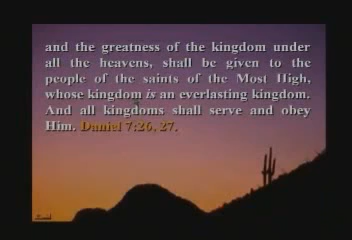 and the greatness of the kingdom under
all the heavens, shall be given to the
people of the saints of the Most High,
whose kingdom is an everlasting kingdom.
And all kingdoms shall serve and obey
Him. Daniel 7:26, 27.